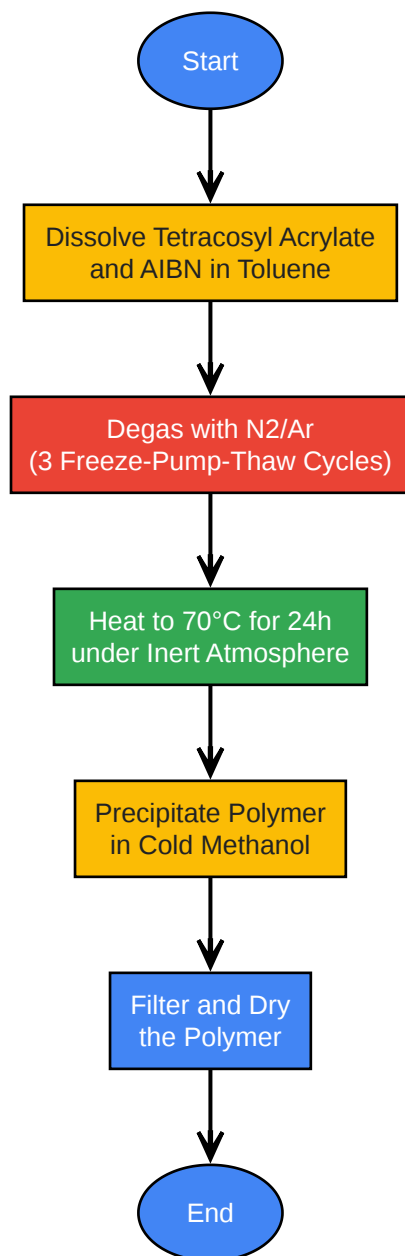 Start
Dissolve Tetracosyl Acrylate
and AIBN in Toluene
Degas with N2/Ar
(3 Freeze-Pump-Thaw Cycles)
Heat to 70°C for 24h
under Inert Atmosphere
Precipitate Polymer
in Cold Methanol
Filter and Dry
the Polymer
End